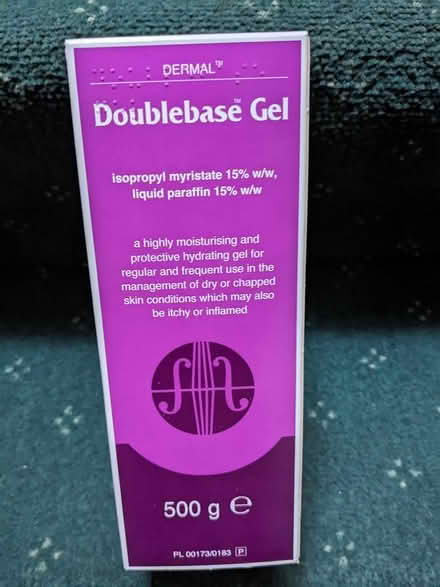 DERMAL™
Doublebase™ Gel
isopropyl myristate 15% w/w,
liquid paraffin 15% w/w
a highly moisturising and
protective hydrating gel for
regular and frequent use in the
management of dry or chapped
skin conditions which may also
be itchy or inflamed
500 g ℮
PL 00173/0183 P